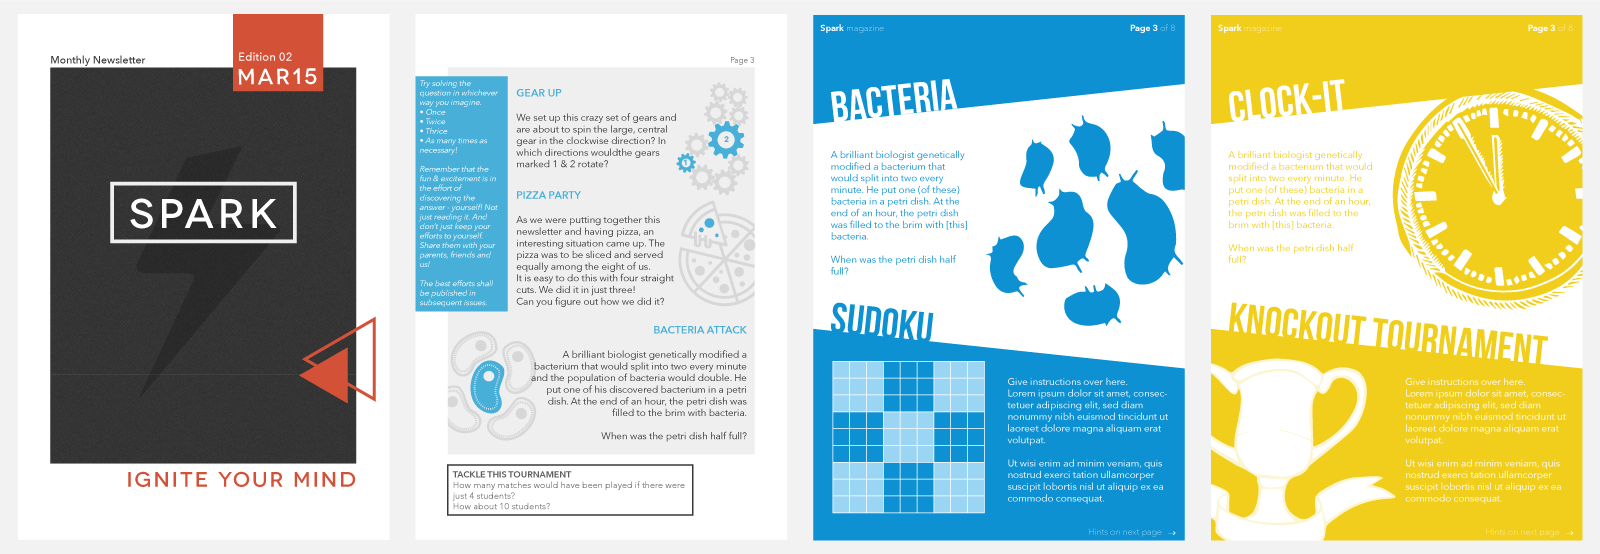 Monthly Newsletter
Edition 02
MAR15
SPARK
IGNITE YOUR MIND
Page 3
Try solving the
question in whichever
way you imagine.
• Once
• Twice
• Thrice
• As many times as
necessary!
Remember that the
fun & excitement is in
the effort of
discovering the
answer - yourself! Not
just reading it. And
don't just keep your
efforts to yourself.
Share them with your
parents, friends and
us!
The best efforts shall
be published in
subsequent issues.
GEAR UP
We set up this crazy set of gears and
are about to spin the large, central
gear in the clockwise direction? In
which directions wouldthe gears
marked 1 & 2 rotate?
2
1
PIZZA PARTY
As we were putting together this
newsletter and having pizza, an
interesting situation came up. The
pizza was to be sliced and served
equally among the eight of us.
It is easy to do this with four straight
cuts. We did it in just three!
Can you figure out how we did it?
BACTERIA ATTACK
A brilliant biologist genetically modified a
bacterium that would split into two every minute
and the population of bacteria would double. He
put one of his discovered bacterium in a petri
dish. At the end of an hour, the petri dish was
filled to the brim with bacteria.
When was the petri dish half full?
TACKLE THIS TOURNAMENT
How many matches would have been played if there were
just 4 students?
How about 10 students?
Spark magazine
Page 3 of 8
BACTERIA
A brilliant biologist genetically
modified a bacterium that
would split into two every
minute. He put one (of these)
bacteria in a petri dish. At the
end of an hour, the petri dish
was filled to the brim with [this]
bacteria.
When was the petri dish half
full?
SUDOKU
Give instructions over here.
Lorem ipsum dolor sit amet, consec-
tetuer adipiscing elit, sed diam
nonummy nibh euismod tincidunt ut
laoreet dolore magna aliquam erat
volutpat.
Ut wisi enim ad minim veniam, quis
nostrud exerci tation ullamcorper
suscipit lobortis nisl ut aliquip ex ea
commodo consequat.
Hints on next page →
Spark magazine
Page 3 of 8
CLOCK-IT
A brilliant biologist genetically
modified a bacterium that would
split into two every minute. He
put one (of these) bacteria in a
petri dish. At the end of an hour,
the petri dish was filled to the
brim with [this] bacteria.
When was the petri dish half
full?
KNOCKOUT TOURNAMENT
Give instructions over here.
Lorem ipsum dolor sit amet, consec-
tetuer adipiscing elit, sed diam
nonummy nibh euismod tincidunt ut
laoreet dolore magna aliquam erat
volutpat.
Ut wisi enim ad minim veniam, quis
nostrud exerci tation ullamcorper
suscipit lobortis nisl ut aliquip ex ea
commodo consequat.
Hints on next page →